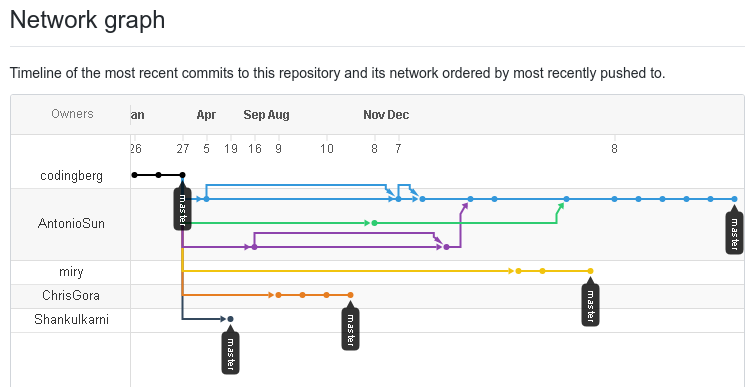 Network graph
Timeline of the most recent commits to this repository and its network ordered by most recently pushed to.
Owners an Apr Sep Aug Nov Dec
26 27 5 19 16 9 10 8 7 8
codingberg
master
AntonioSun
master
miry
master
ChrisGora
master
Shankulkarni
master